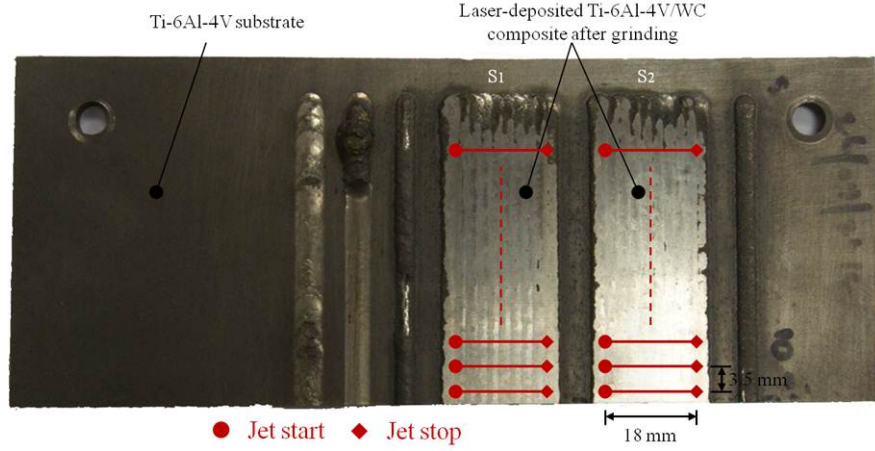 Ti-6Al-4V substrate
Laser-deposited Ti-6Al-4V/WC
composite after grinding
S1
S2
3.5 mm
Jet start
Jet stop
18 mm